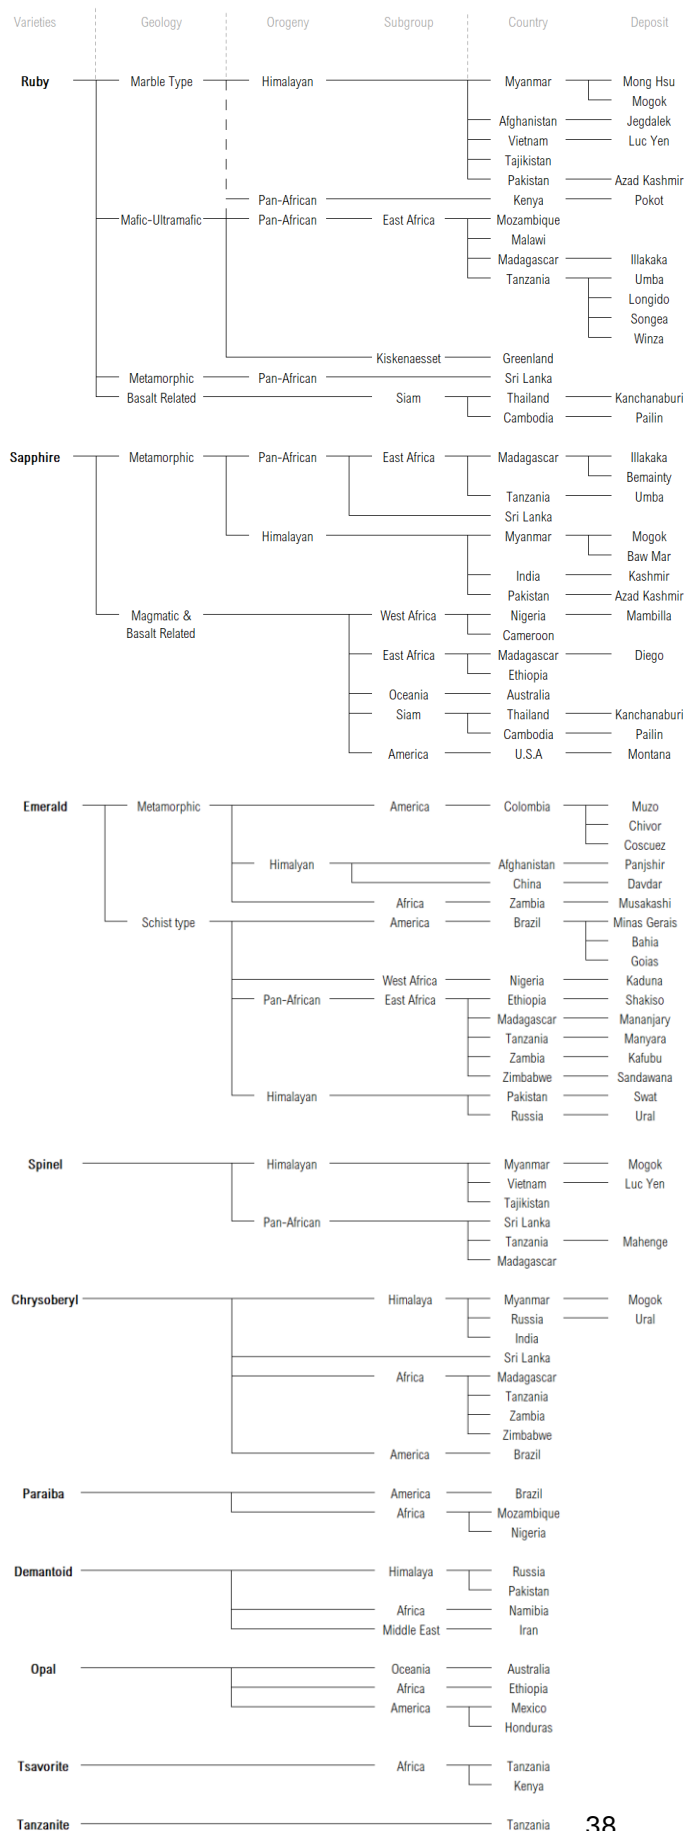 Varieties Geology Orogeny Subgroup Country Deposit
Ruby Marble Type Himalayan Myanmar Mong Hsu
Mogok
Afghanistan Jegdalek
Vietnam Luc Yen
Tajikistan
Pakistan Azad Kashmir
Pan-African Kenya Pokot
Mafic-Ultramafic Pan-African East Africa Mozambique
Malawi
Madagascar Illakaka
Tanzania Umba
Longido
Songea
Winza
Kiskenaesset Greenland
Metamorphic Pan-African Sri Lanka
Basalt Related Siam Thailand Kanchanaburi
Cambodia Pailin
Sapphire Metamorphic Pan-African East Africa Madagascar Illakaka
Bemainty
Tanzania Umba
Sri Lanka
Himalayan Myanmar Mogok
Baw Mar
India Kashmir
Pakistan Azad Kashmir
Magmatic & West Africa Nigeria Mambilla
Basalt Related Cameroon
East Africa Madagascar Diego
Ethiopia
Oceania Australia
Siam Thailand Kanchanaburi
Cambodia Pailin
America U.S.A Montana
Emerald Metamorphic America Colombia Muzo
Chivor
Coscuez
Himalyan Afghanistan Panjshir
China Davdar
Africa Zambia Musakashi
Schist type America Brazil Minas Gerais
Bahia
Goias
West Africa Nigeria Kaduna
Pan-African East Africa Ethiopia Shakiso
Madagascar Mananjary
Tanzania Manyara
Zambia Kafubu
Zimbabwe Sandawana
Himalayan Pakistan Swat
Russia Ural
Spinel Himalayan Myanmar Mogok
Vietnam Luc Yen
Tajikistan
Pan-African Sri Lanka
Tanzania Mahenge
Madagascar
Chrysoberyl Himalaya Myanmar Mogok
Russia Ural
India
Sri Lanka
Africa Madagascar
Tanzania
Zambia
Zimbabwe
America Brazil
Paraiba America Brazil
Africa Mozambique
Nigeria
Demantoid Himalaya Russia
Pakistan
Africa Namibia
Middle East Iran
Opal Oceania Australia
Africa Ethiopia
America Mexico
Honduras
Tsavorite Africa Tanzania
Kenya
Tanzanite Tanzania 38